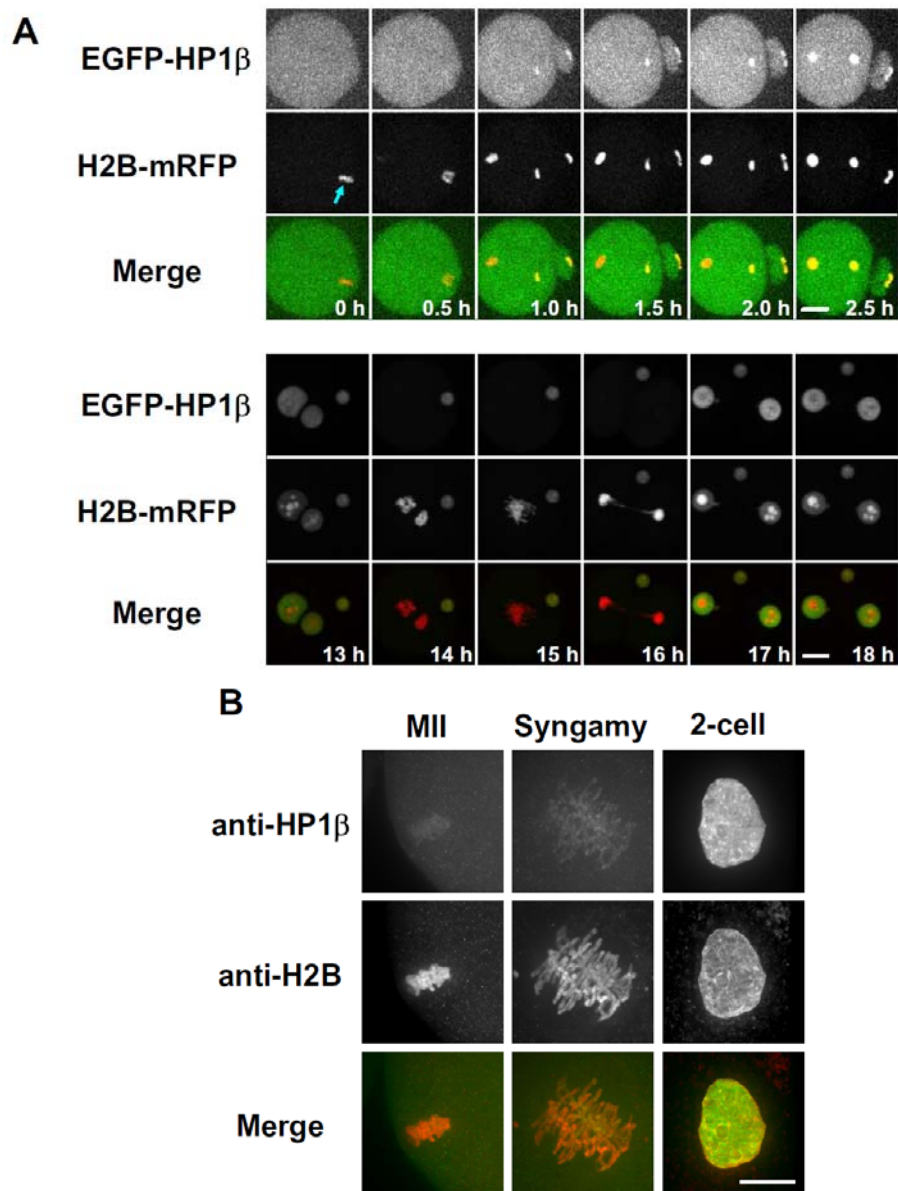 A
EGFP-HP1β
H2B-mRFP
Merge
0 h 0.5 h 1.0 h 1.5 h 2.0 h 2.5 h
EGFP-HP1β
H2B-mRFP
Merge
13 h 14 h 15 h 16 h 17 h 18 h
B
MII Syngamy 2-cell
anti-HP1β
anti-H2B
Merge